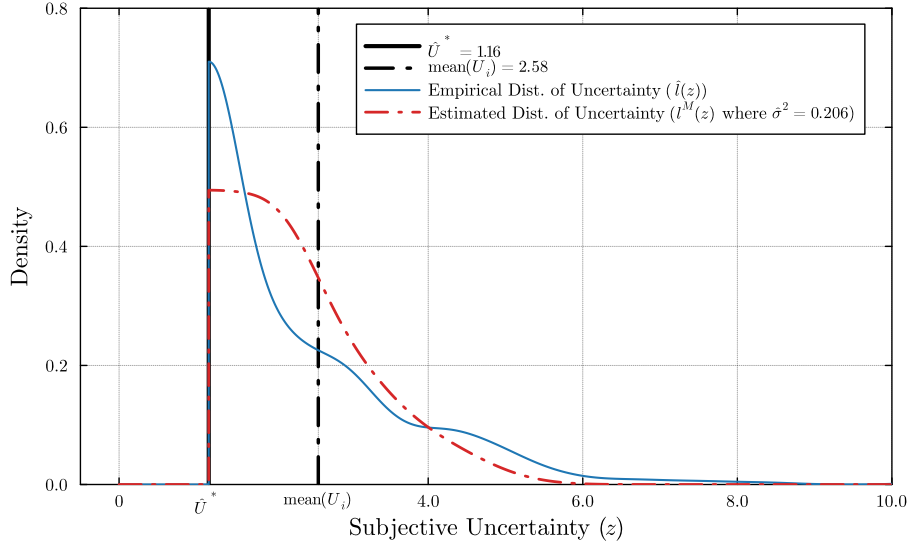 0.8
0.6
0.4
0.2
0.0
Density
Û* = 1.16
mean(U_i) = 2.58
Empirical Dist. of Uncertainty (l̂(z))
Estimated Dist. of Uncertainty (l^M(z) where σ̂² = 0.206)
0 Û* mean(U_i) 4.0 6.0 8.0 10.0
Subjective Uncertainty (z)